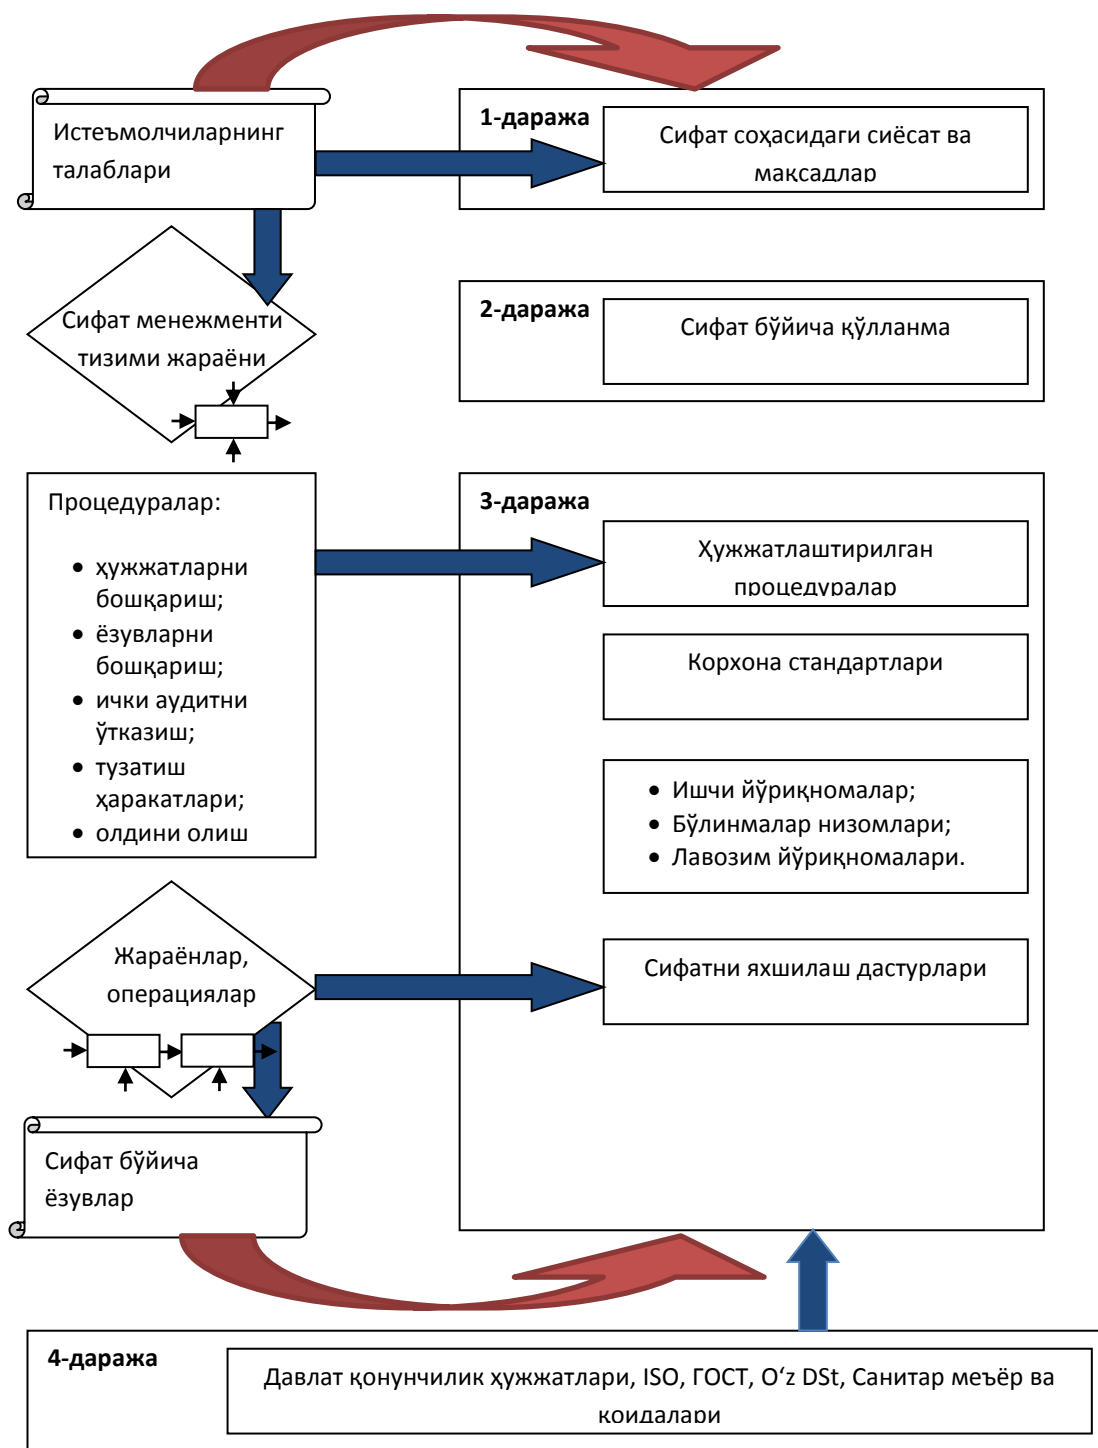 Истеъмолчиларнинг
талаблари
1-даража
Сифат соҳасидаги сиёсат ва
мақсадлар
Сифат менежменти
тизими жараёни
2-даража
Сифат бўйича қўлланма
Процедуралар:
• ҳужжатларни
бошқариш;
• ёзувларни
бошқариш;
• ички аудитни
ўтказиш;
• тузатиш
ҳаракатлари;
• олдини олиш
3-даража
Ҳужжатлаштирилган
процедуралар
Корхона стандартлари
• Ишчи йўриқномалар;
• Бўлинмалар низомлари;
• Лавозим йўриқномалари.
Жараёнлар,
операциялар
Сифатни яхшилаш дастурлари
Сифат бўйича
ёзувлар
4-даража
Давлат қонунчилик ҳужжатлари, ISO, ГОСТ, O‘z DSt, Санитар меъёр ва
қоидалари